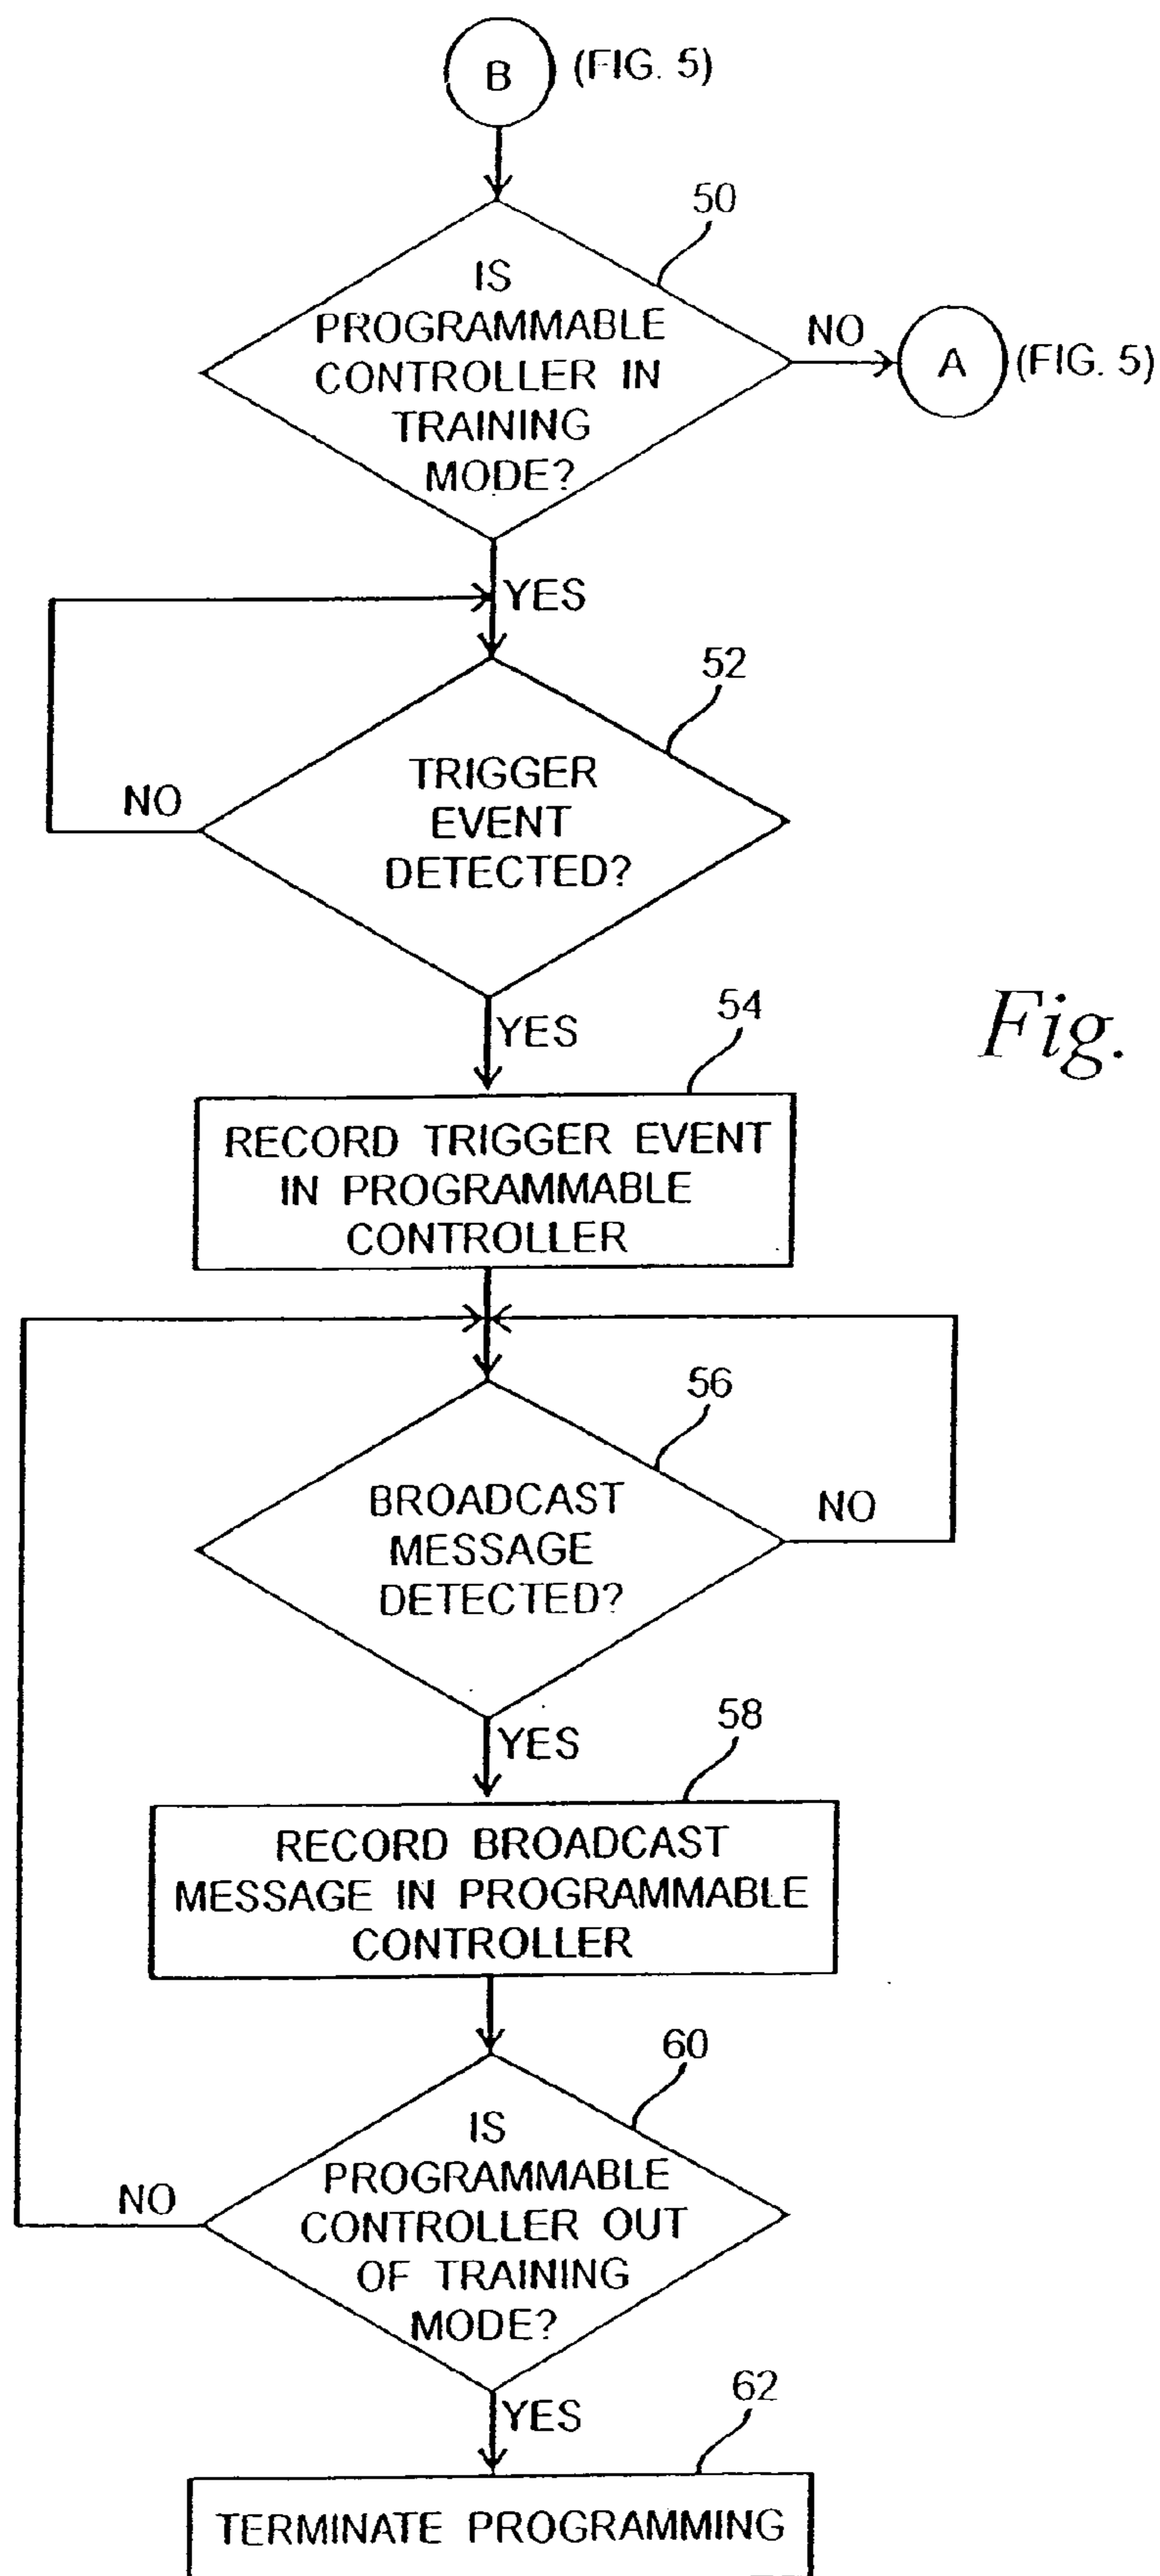 B (FIG. 5)
50
IS
PROGRAMMABLE
CONTROLLER IN
TRAINING
MODE?
NO
A (FIG. 5)
YES
52
TRIGGER
EVENT
DETECTED?
NO
YES
54
Fig.
RECORD TRIGGER EVENT
IN PROGRAMMABLE
CONTROLLER
56
BROADCAST
MESSAGE
DETECTED?
NO
YES
58
RECORD BROADCAST
MESSAGE IN PROGRAMMABLE
CONTROLLER
60
IS
PROGRAMMABLE
CONTROLLER OUT
OF TRAINING
MODE?
NO
YES
62
TERMINATE PROGRAMMING